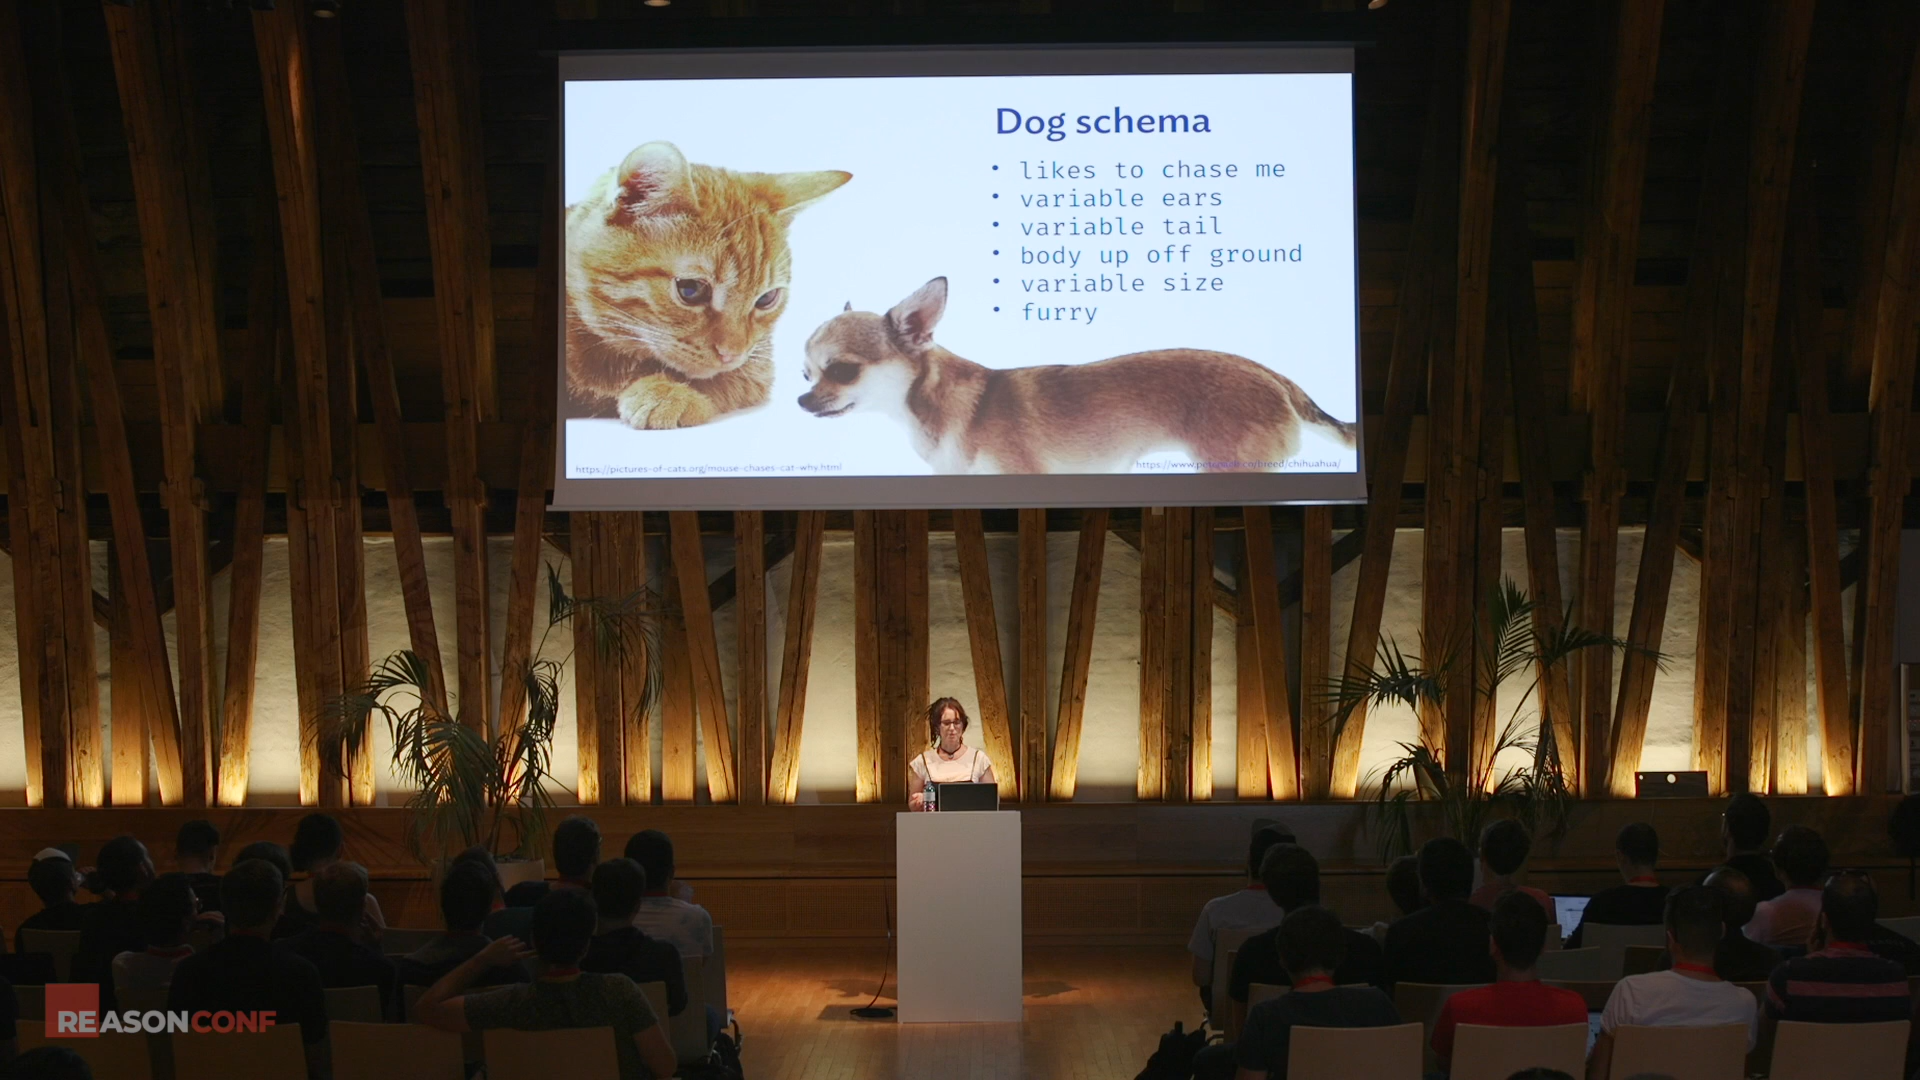 Dog schema
• likes to chase me
• variable ears
• variable tail
• body up off ground
• variable size
• furry
https://pictures-of-cats.org/mouse-chases-cat-why.html
REASONCONF